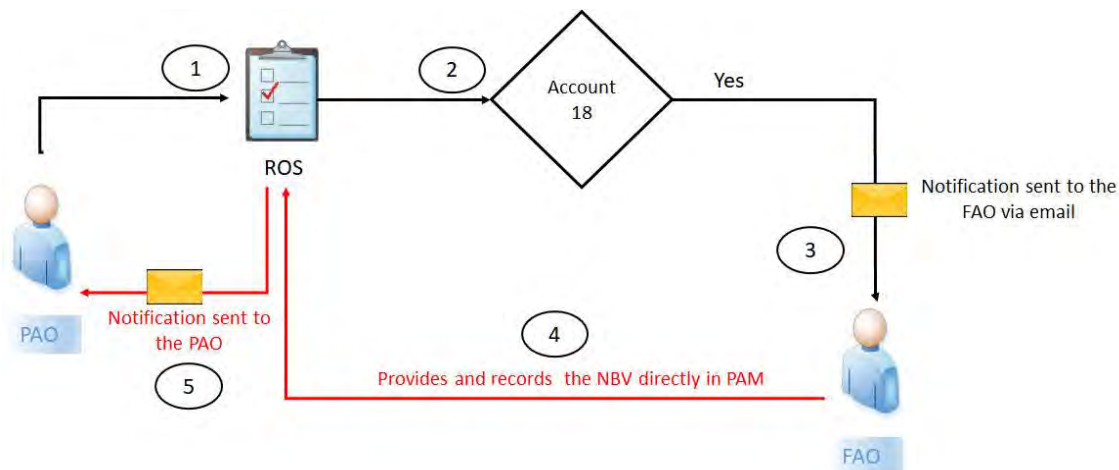 1
2
Account
18
Yes
ROS
Notification sent to the
FAO via email
3
PAO
Notification sent to
the PAO
5
4
Provides and records the NBV directly in PAM
FAO